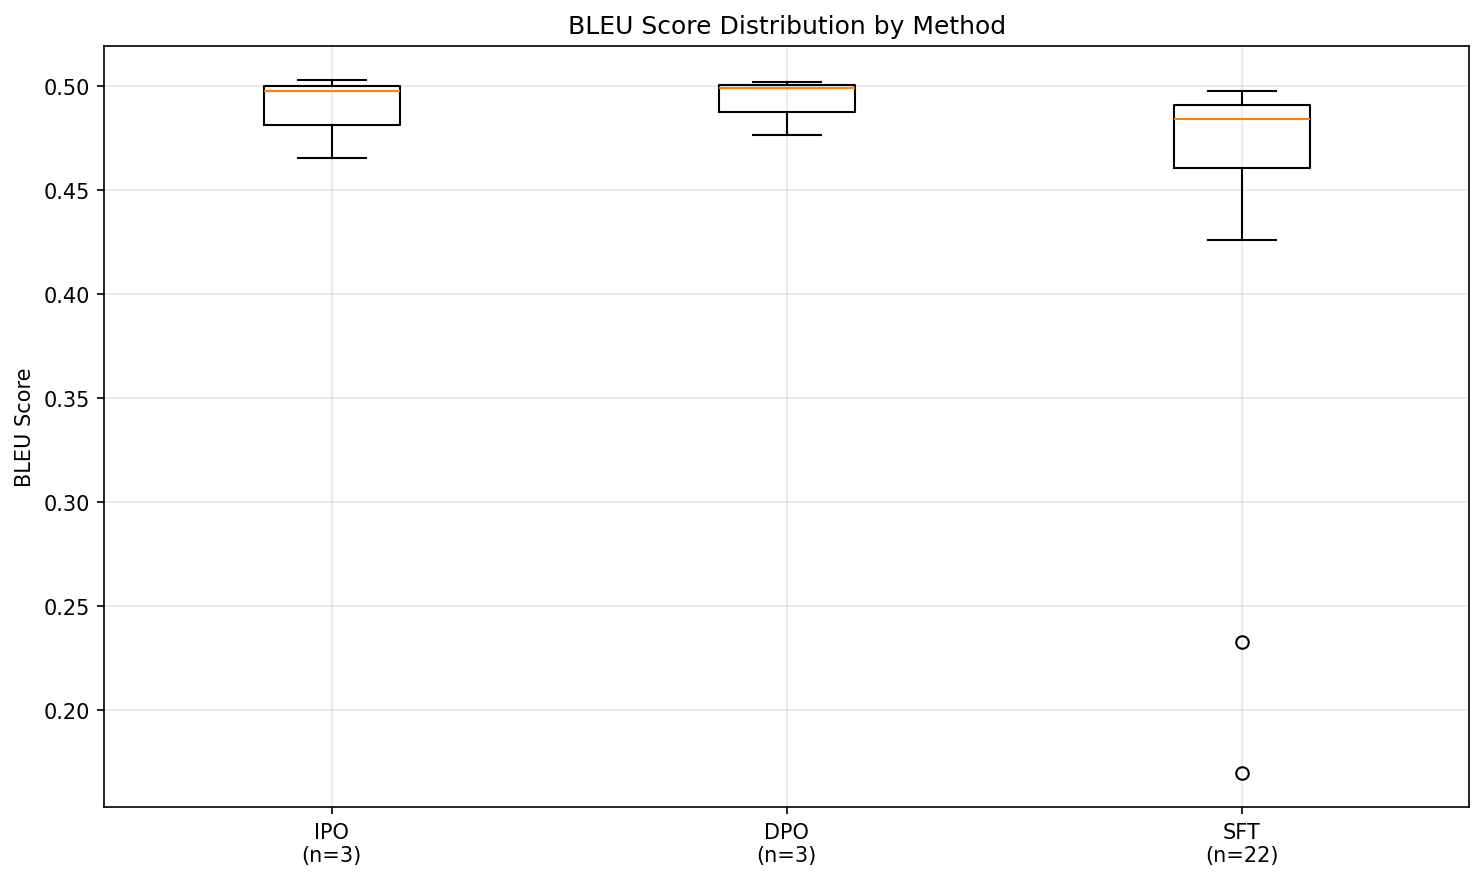 BLEU Score Distribution by Method
BLEU Score
0.50
0.45
0.40
0.35
0.30
0.25
0.20
IPO
(n=3)
DPO
(n=3)
SFT
(n=22)